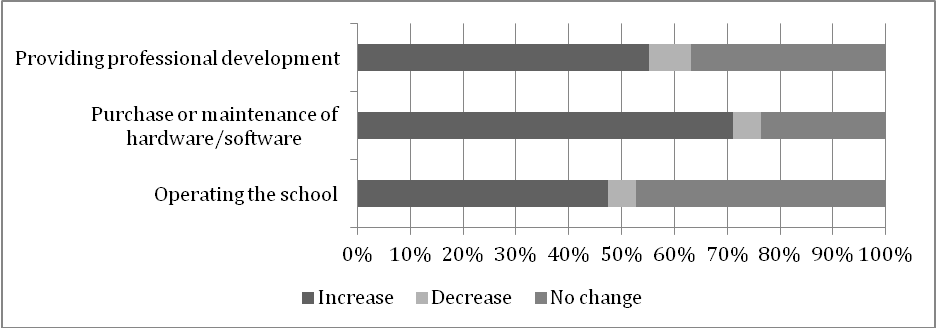 Providing professional development
Purchase or maintenance of
hardware/software
Operating the school
0% 10% 20% 30% 40% 50% 60% 70% 80% 90% 100%
Increase Decrease No change